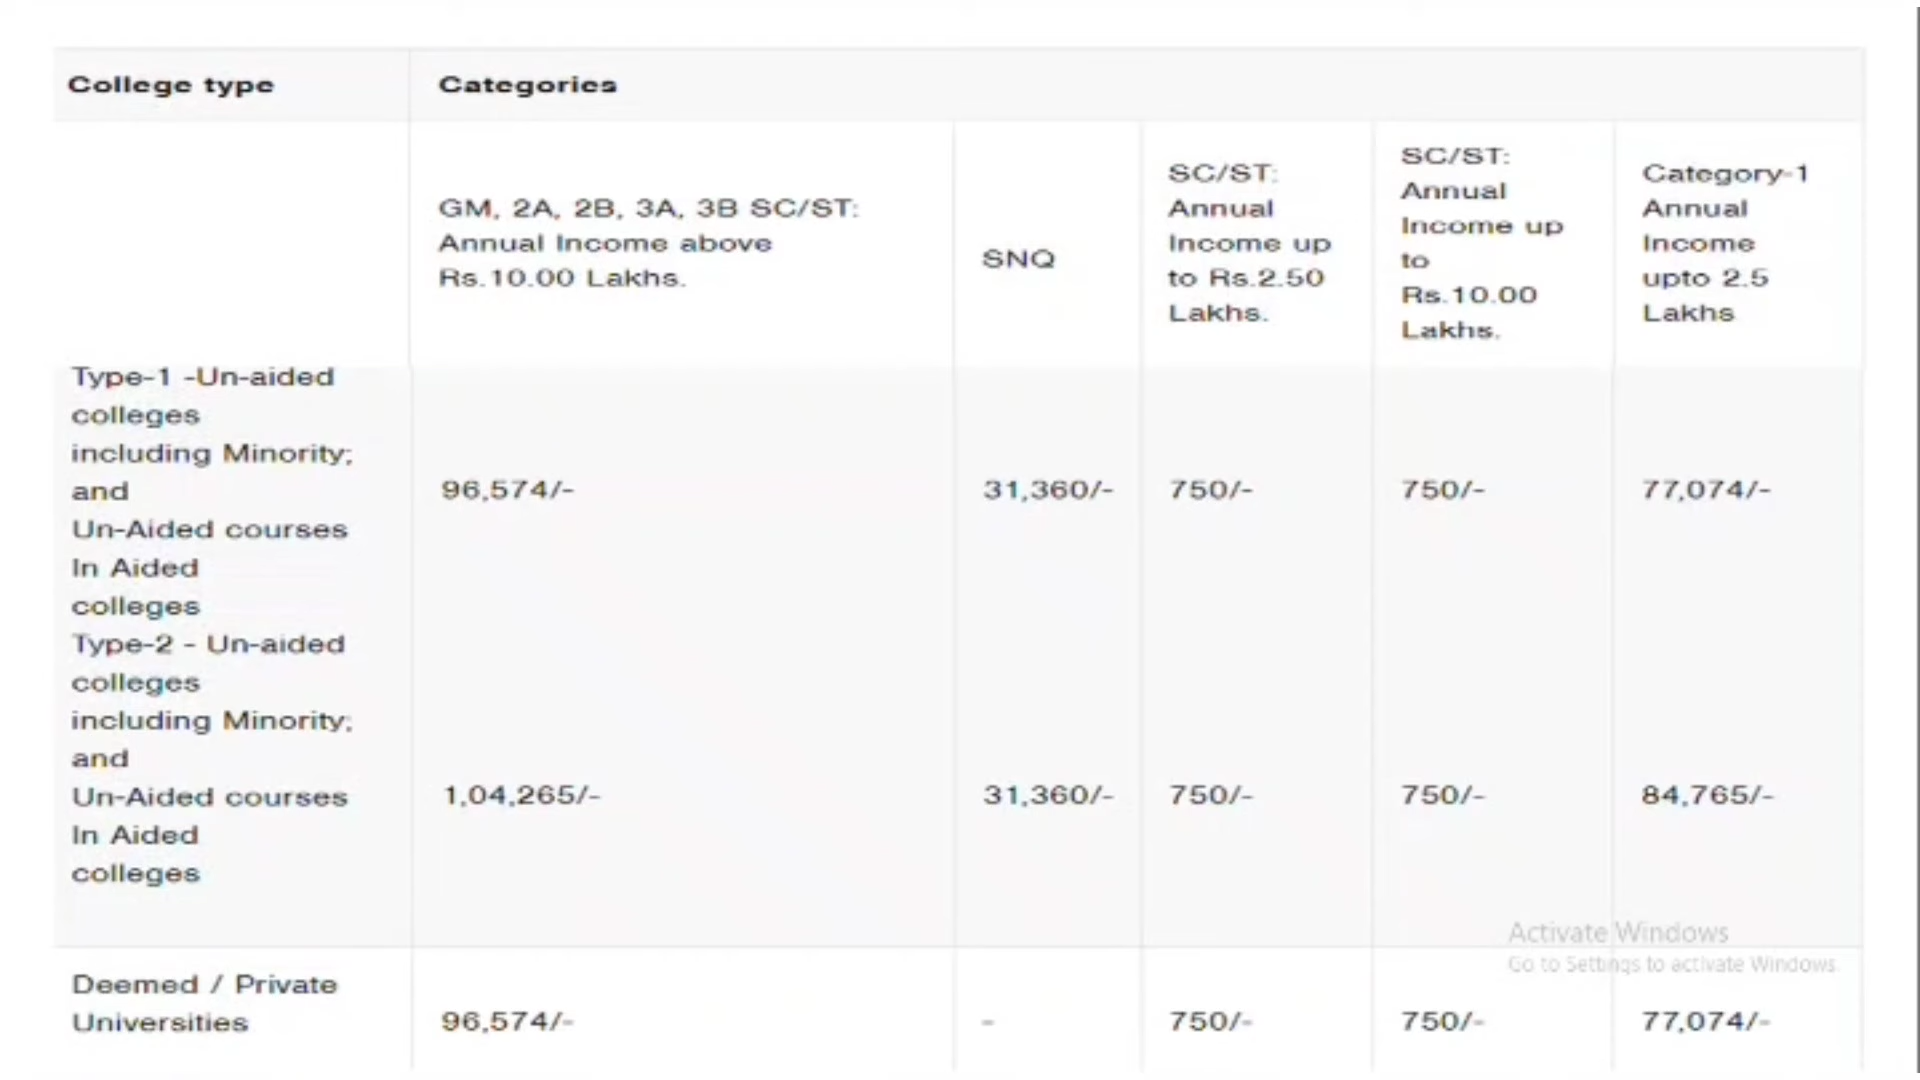 College type
Categories
GM, 2A, 2B, 3A, 3B SC/ST:
Annual Income above
Rs.10.00 Lakhs.
SNQ
SC/ST:
Annual
Income up
to Rs.2.50
Lakhs.
SC/ST:
Annual
Income up
to
Rs.10.00
Lakhs.
Category-1
Annual
Income
upto 2.5
Lakhs
Type-1 -Un-aided
colleges
including Minority;
and
Un-Aided courses
In Aided
colleges
96,574/-
31,360/-
750/-
750/-
77,074/-
Type-2 - Un-aided
colleges
including Minority;
and
Un-Aided courses
In Aided
colleges
1,04,265/-
31,360/-
750/-
750/-
84,765/-
Deemed / Private
Universities
96,574/-
-
750/-
750/-
77,074/-
Activate Windows
Go to Settings to activate Windows.